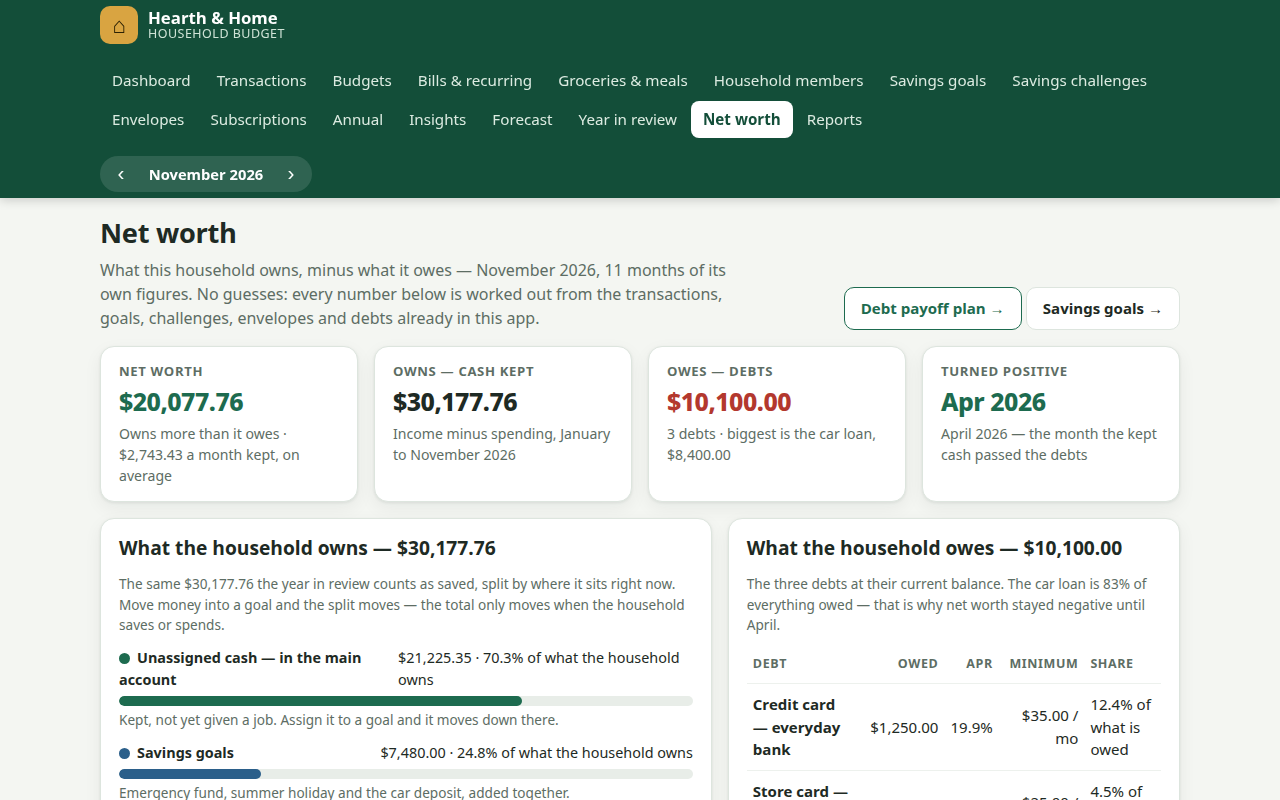 Hearth & Home
HOUSEHOLD BUDGET
Dashboard Transactions Budgets Bills & recurring Groceries & meals Household members Savings goals Savings challenges
Envelopes Subscriptions Annual Insights Forecast Year in review Net worth Reports
‹ November 2026 ›
Net worth
What this household owns, minus what it owes — November 2026, 11 months of its
own figures. No guesses: every number below is worked out from the transactions,
goals, challenges, envelopes and debts already in this app.
Debt payoff plan → Savings goals →
NET WORTH
$20,077.76
Owns more than it owes ·
$2,743.43 a month kept, on
average
OWNS — CASH KEPT
$30,177.76
Income minus spending, January
to November 2026
OWES — DEBTS
$10,100.00
3 debts · biggest is the car loan,
$8,400.00
TURNED POSITIVE
Apr 2026
April 2026 — the month the kept
cash passed the debts
What the household owns — $30,177.76
The same $30,177.76 the year in review counts as saved, split by where it sits right now.
Move money into a goal and the split moves — the total only moves when the household
saves or spends.
Unassigned cash — in the main
account
$21,225.35 · 70.3% of what the household
owns
Kept, not yet given a job. Assign it to a goal and it moves down there.
Savings goals $7,480.00 · 24.8% of what the household owns
Emergency fund, summer holiday and the car deposit, added together.
What the household owes — $10,100.00
The three debts at their current balance. The car loan is 83% of
everything owed — that is why net worth stayed negative until
April.
DEBT OWED APR MINIMUM SHARE
Credit card
— everyday
bank
$1,250.00 19.9%
$35.00 /
mo
12.4% of
what is
owed
Store card —
$25.00 /
4.5% of